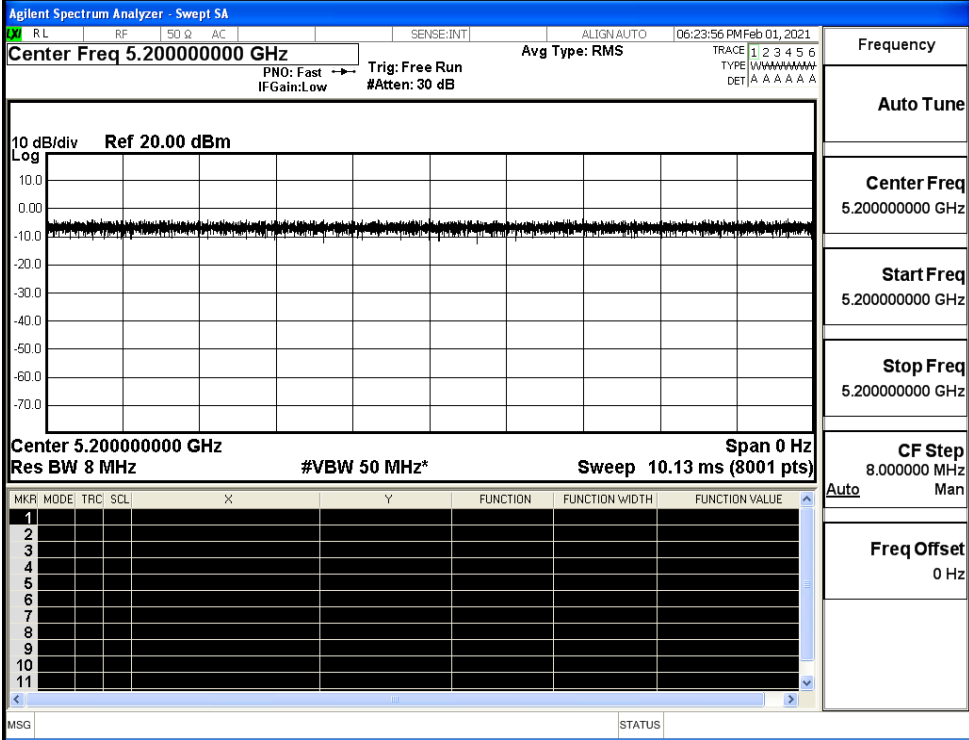 Agilent Spectrum Analyzer - Swept SA
LXI RL RF 50 Ω AC SENSE:INT ALIGN AUTO 06:23:56 PM Feb 01, 2021
Center Freq 5.200000000 GHz
PNO: Fast
IFGain:Low
Trig: Free Run
#Atten: 30 dB
Avg Type: RMS
TRACE 1 2 3 4 5 6
TYPE WWWWWW
DET A A A A A A
10 dB/div Ref 20.00 dBm
Log
10.0
0.00
-10.0
-20.0
-30.0
-40.0
-50.0
-60.0
-70.0
Center 5.200000000 GHz Span 0 Hz
Res BW 8 MHz #VBW 50 MHz* Sweep 10.13 ms (8001 pts)
MKR MODE TRC SCL X Y FUNCTION FUNCTION WIDTH FUNCTION VALUE
1
2
3
4
5
6
7
8
9
10
11
MSG STATUS
Frequency
Auto Tune
Center Freq
5.200000000 GHz
Start Freq
5.200000000 GHz
Stop Freq
5.200000000 GHz
CF Step
8.000000 MHz
Auto Man
Freq Offset
0 Hz